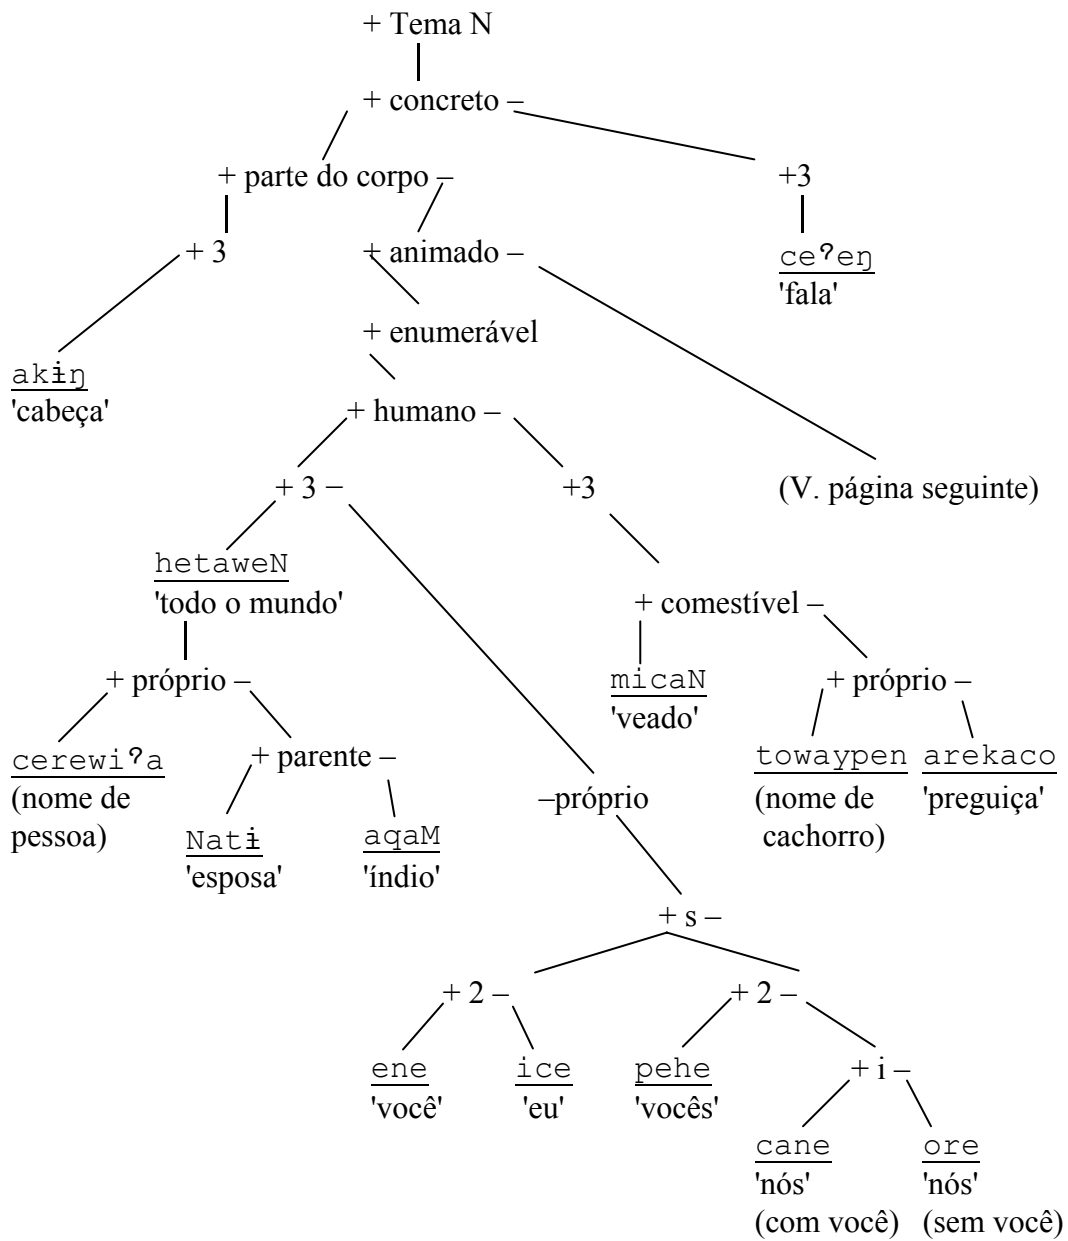 + Tema N
+ concreto –
+ parte do corpo – +3
+ 3 + animado – ceʔeŋ
'fala'
+ enumerável
akɨŋ
'cabeça' + humano –
+ 3 – +3 (V. página seguinte)
hetaweN
'todo o mundo' + comestível –
+ próprio – micaN + próprio –
'veado'
cerewiʔa + parente – towaypen arekaco
(nome de –próprio (nome de 'preguiça'
pessoa) Natɨ aqaM cachorro)
'esposa' 'índio'
+ s –
+ 2 – + 2 –
ene ice pehe + i –
'você' 'eu' 'vocês'
cane ore
'nós' 'nós'
(com você) (sem você)